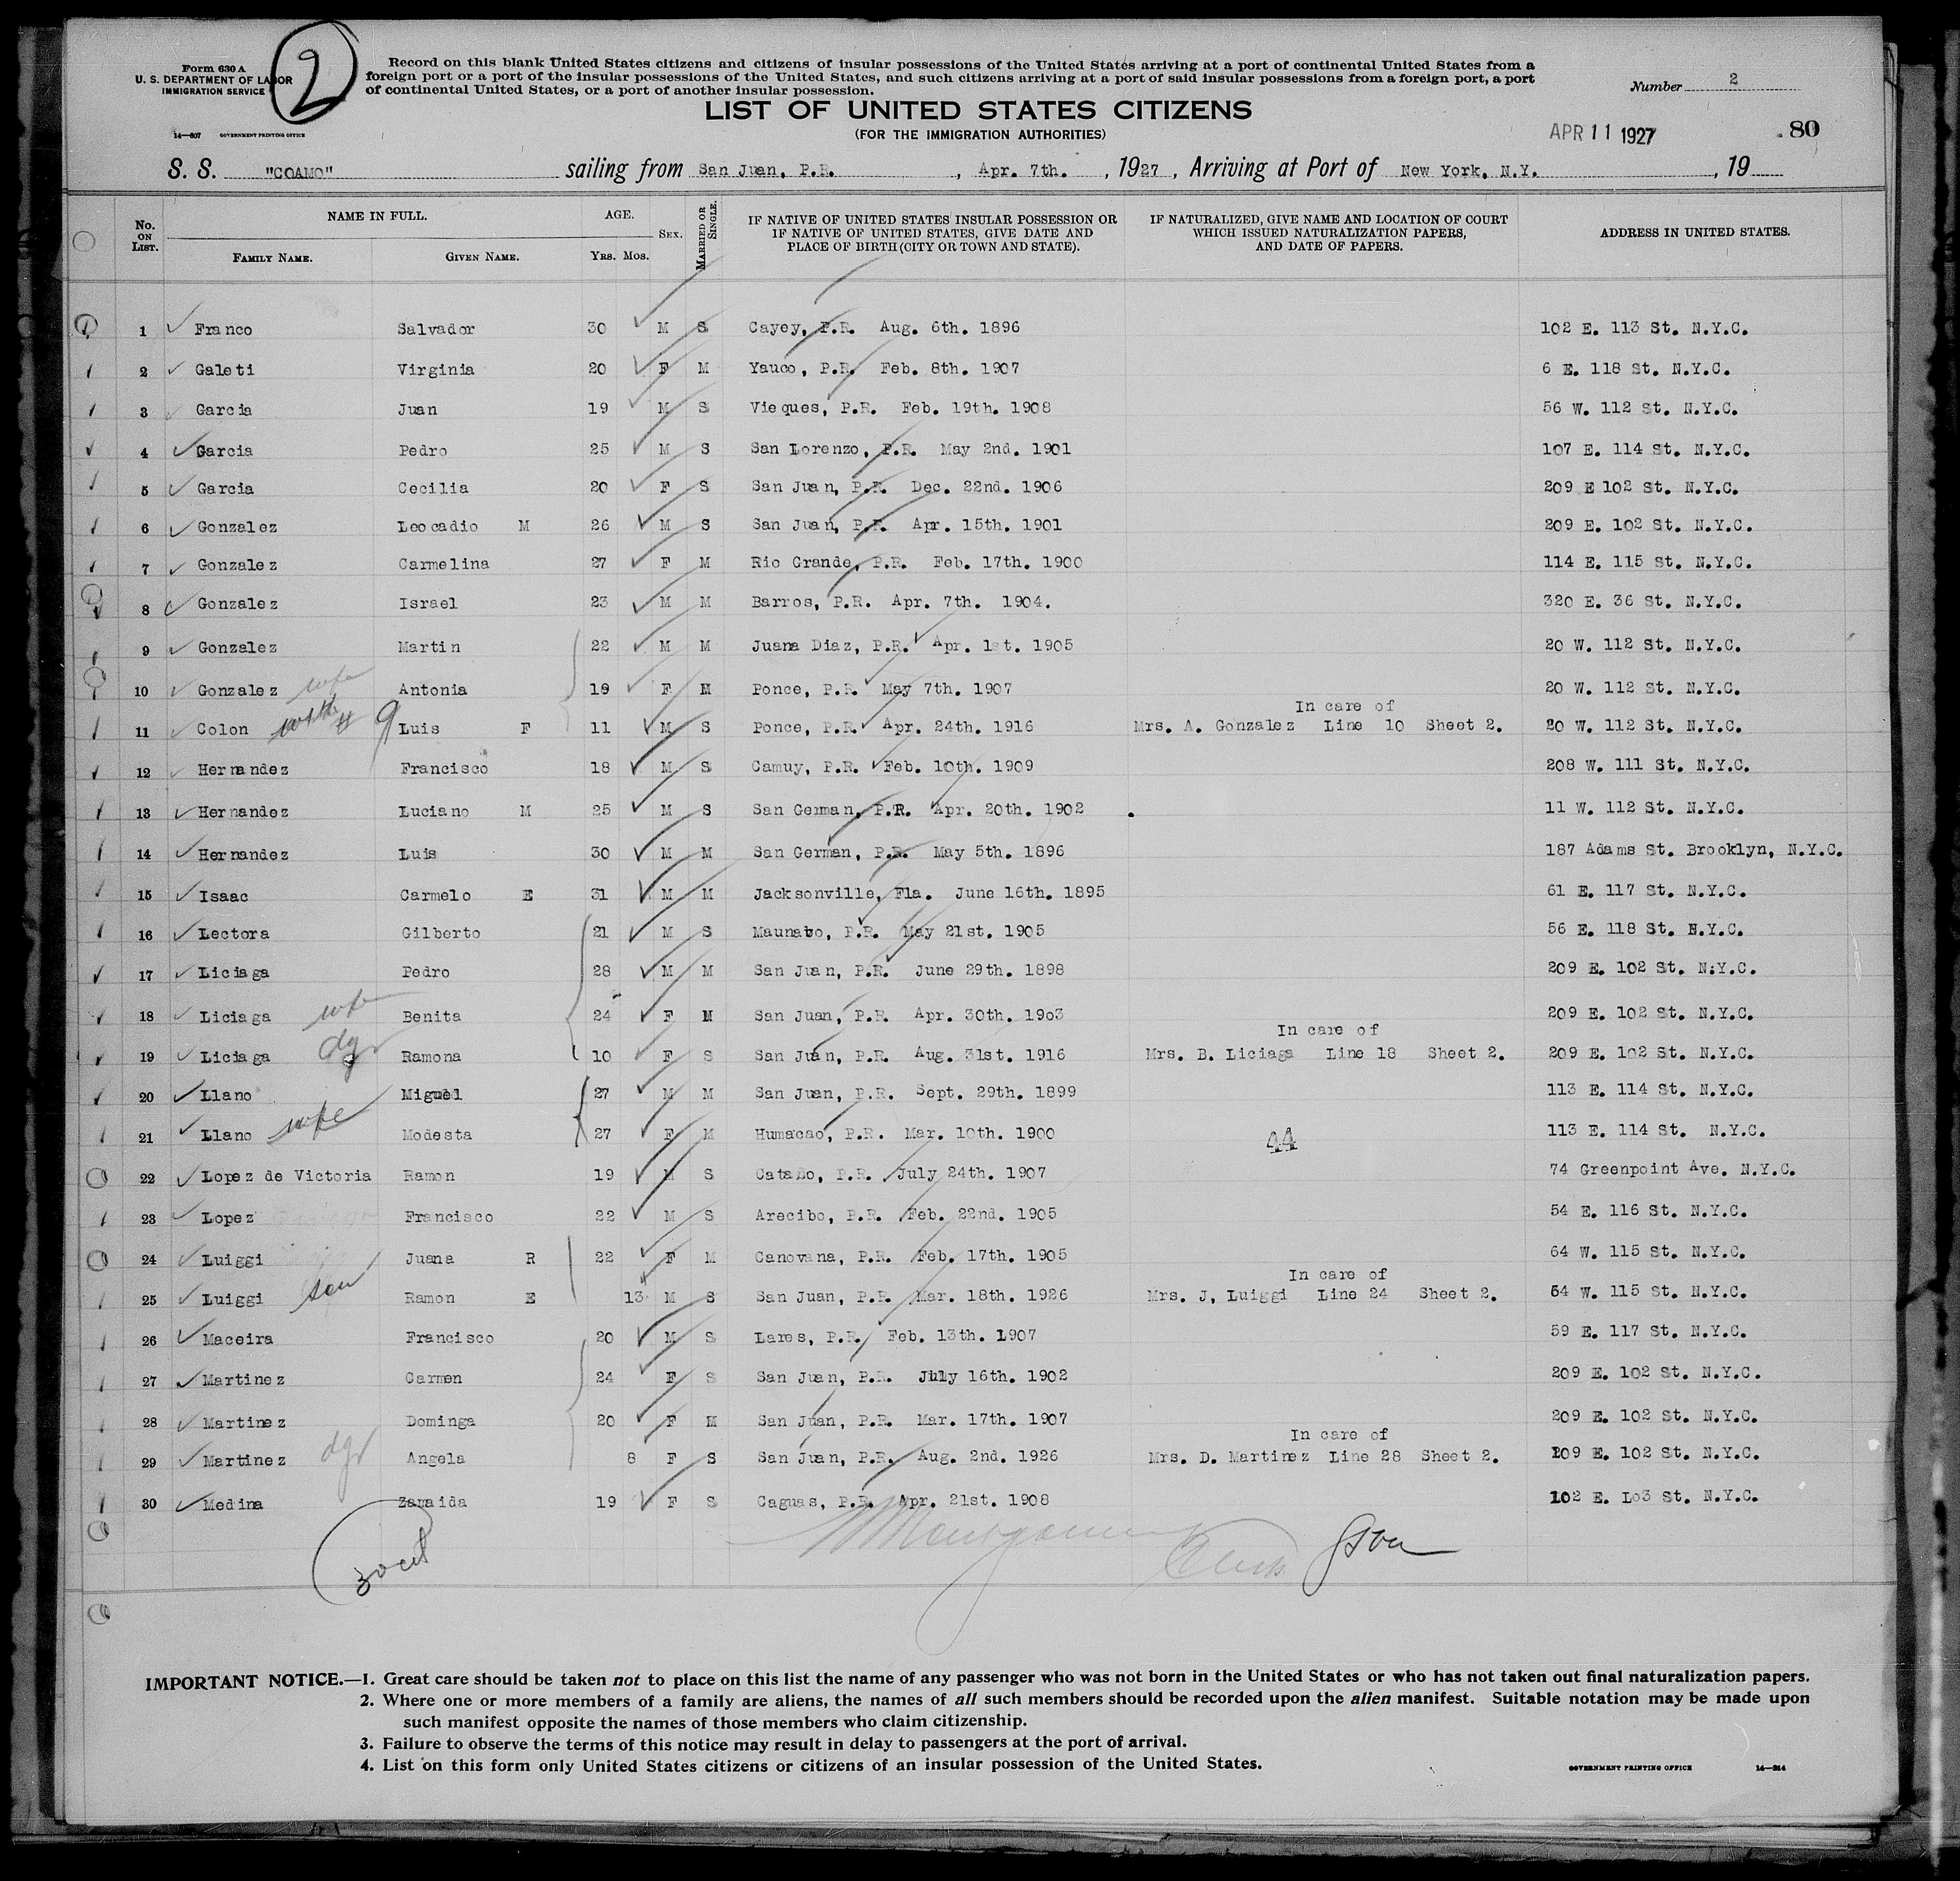 Form 630 A
U. S. DEPARTMENT OF LABOR
IMMIGRATION SERVICE
14—607 GOVERNMENT PRINTING OFFICE
2
Record on this blank United States citizens and citizens of insular possessions of the United States arriving at a port of continental United States from a
foreign port or a port of the insular possessions of the United States, and such citizens arriving at a port of said insular possessions from a foreign port, a port
of continental United States, or a port of another insular possession.
Number 2
LIST OF UNITED STATES CITIZENS
(FOR THE IMMIGRATION AUTHORITIES)
APR 11 1927 80
S. S. "COAMO" sailing from San Juan, P.R. , Apr. 7th. , 1927 , Arriving at Port of New York, N.Y. , 19
No. ON LIST. NAME IN FULL. FAMILY NAME. GIVEN NAME. AGE. YRS. MOS. SEX. MARRIED OR SINGLE. IF NATIVE OF UNITED STATES INSULAR POSSESSION OR IF NATIVE OF UNITED STATES, GIVE DATE AND PLACE OF BIRTH (CITY OR TOWN AND STATE). IF NATURALIZED, GIVE NAME AND LOCATION OF COURT WHICH ISSUED NATURALIZATION PAPERS, AND DATE OF PAPERS. ADDRESS IN UNITED STATES.
1 Franco Salvador 30 M S Cayey, P.R. Aug. 6th. 1896 102 E. 113 St. N.Y.C.
2 Galeti Virginia 20 F M Yauco, P.R. Feb. 8th. 1907 6 E. 118 St. N.Y.C.
3 Garcia Juan 19 M S Vieques, P.R. Feb. 19th. 1908 56 W. 112 St. N.Y.C.
4 Garcia Pedro 25 M S San Lorenzo, P.R. May 2nd. 1901 107 E. 114 St. N.Y.C.
5 Garcia Cecilia 20 F S San Juan, P.R. Dec. 22nd. 1906 209 E 102 St. N.Y.C.
6 Gonzalez Leocadio M 26 M S San Juan, P.R. Apr. 15th. 1901 209 E. 102 St. N.Y.C.
7 Gonzalez Carmelina 27 F M Rio Grande, P.R. Feb. 17th. 1900 114 E. 115 St. N.Y.C.
8 Gonzalez Israel 23 M M Barros, P.R. Apr. 7th. 1904. 320 E. 36 St. N.Y.C.
9 Gonzalez Martin 22 M M Juana Diaz, P.R. Apr. 1st. 1905 20 W. 112 St. N.Y.C.
10 Gonzalez wife Antonia 19 F M Ponce, P.R. May 7th. 1907 20 W. 112 St. N.Y.C.
In care of
11 Colon with # 9 Luis F 11 M S Ponce, P.R. Apr. 24th. 1916 Mrs. A. Gonzalez Line 10 Sheet 2. 20 W. 112 St. N.Y.C.
12 Hernandez Francisco 18 M S Camuy, P.R. Feb. 10th. 1909 208 W. 111 St. N.Y.C.
13 Hernandez Luciano M 25 M S San German, P.R. Apr. 20th. 1902 11 W. 112 St. N.Y.C.
14 Hernandez Luis 30 M M San German, P.R. May 5th. 1896 187 Adams St. Brooklyn, N.Y.C.
15 Isaac Carmelo E 31 M M Jacksonville, Fla. June 16th. 1895 61 E. 117 St. N.Y.C.
16 Lectora Gilberto 21 M S Maunabo, P.R. May 21st. 1905 56 E. 118 St. N.Y.C.
17 Liciaga Pedro 28 M M San Juan, P.R. June 29th. 1898 209 E. 102 St. N.Y.C.
18 Liciaga wife Benita 24 F M San Juan, P.R. Apr. 30th. 1903 209 E. 102 St. N.Y.C.
In care of
19 Liciaga dgr Ramona 10 F S San Juan, P.R. Aug. 31st. 1916 Mrs. B. Liciaga Line 18 Sheet 2. 209 E. 102 St. N.Y.C.
20 Llano Miguel 27 M M San Juan, P.R. Sept. 29th. 1899 113 E. 114 St. N.Y.C.
21 Llano wife Modesta 27 F M Humacao, P.R. Mar. 10th. 1900 44 113 E. 114 St. N.Y.C.
22 Lopez de Victoria Ramon 19 M S Cataño, P.R. July 24th. 1907 74 Greenpoint Ave. N.Y.C.
23 Lopez Francisco 22 M S Arecibo, P.R. Feb. 22nd. 1905 54 E. 116 St. N.Y.C.
24 Luiggi Juana R 22 F M Canovana, P.R. Feb. 17th. 1905 64 W. 115 St. N.Y.C.
In care of
25 Luiggi son Ramon E 13 M S San Juan, P.R. Mar. 18th. 1926 Mrs. J, Luiggi Line 24 Sheet 2. 64 W. 115 St. N.Y.C.
26 Maceira Francisco 20 M S Lares, P.R. Feb. 13th. 1907 59 E. 117 St. N.Y.C.
27 Martinez Carmen 24 F S San Juan, P.R. July 16th. 1902 209 E. 102 St. N.Y.C.
28 Martinez Dominga 20 F M San Juan, P.R. Mar. 17th. 1907 209 E. 102 St. N.Y.C.
In care of
29 Martinez dgr Angela 8 F S San Juan, P.R. Aug. 2nd. 1926 Mrs. D. Martinez Line 28 Sheet 2. 209 E. 102 St. N.Y.C.
30 Medina Zanaida 19 F S Caguas, P.R. Apr. 21st. 1908 102 E. 103 St. N.Y.C.
IMPORTANT NOTICE.—1. Great care should be taken not to place on this list the name of any passenger who was not born in the United States or who has not taken out final naturalization papers.
2. Where one or more members of a family are aliens, the names of all such members should be recorded upon the alien manifest. Suitable notation may be made upon
such manifest opposite the names of those members who claim citizenship.
3. Failure to observe the terms of this notice may result in delay to passengers at the port of arrival.
4. List on this form only United States citizens or citizens of an insular possession of the United States.
GOVERNMENT PRINTING OFFICE 14—214